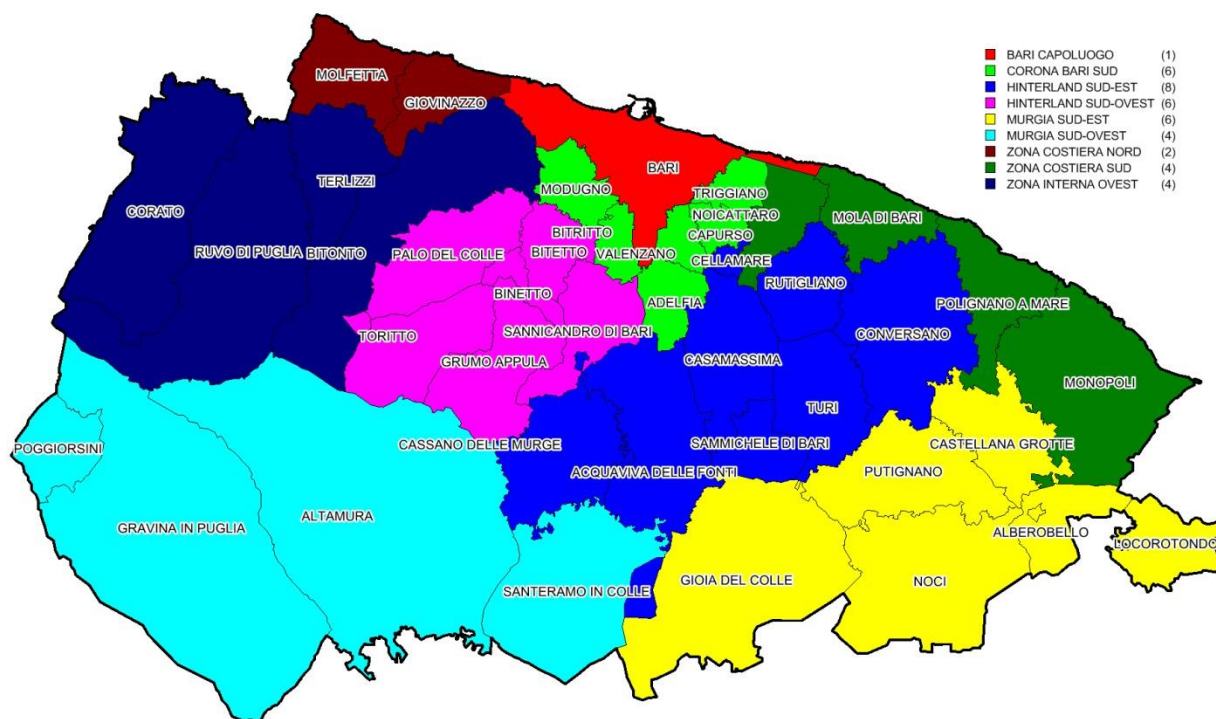 BARI CAPOLUOGO (1)
CORONA BARI SUD (6)
HINTERLAND SUD-EST (8)
HINTERLAND SUD-OVEST (6)
MURGIA SUD-EST (6)
MURGIA SUD-OVEST (4)
ZONA COSTIERA NORD (2)
ZONA COSTIERA SUD (4)
ZONA INTERNA OVEST (4)
MOLFETTA
GIOVINAZZO
BARI
TERLIZZI
MODUGNO
TRIGGIANO
CORATO
NOICATTARO
MOLA DI BARI
BITRITTO
CAPURSO
RUVO DI PUGLIA
BITONTO
PALO DEL COLLE
BITETTO
VALENZANO
CELLAMARE
RUTIGLIANO
BINETTO
ADELFIA
POLIGNANO A MARE
TORITTO
SANNICANDRO DI BARI
CONVERSANO
GRUMO APPULA
CASAMASSIMA
MONOPOLI
TURI
POGGIORSINI
CASSANO DELLE MURGE
SAMMICHELE DI BARI
CASTELLANA GROTTE
ACQUAVIVA DELLE FONTI
PUTIGNANO
ALTAMURA
GRAVINA IN PUGLIA
ALBEROBELLO
LOCOROTONDO
SANTERAMO IN COLLE
GIOIA DEL COLLE
NOCI